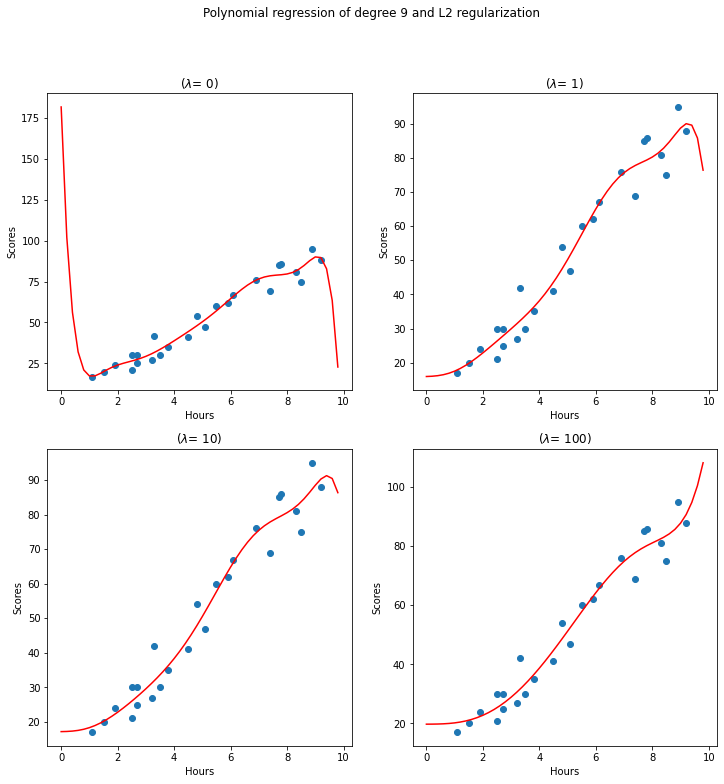 Polynomial regression of degree 9 and L2 regularization
(λ= 0)
175
150
125
100
75
50
25
Scores
0 2 4 6 8 10
Hours
(λ= 1)
90
80
70
60
50
40
30
20
Scores
0 2 4 6 8 10
Hours
(λ= 10)
90
80
70
60
50
40
30
20
Scores
0 2 4 6 8 10
Hours
(λ= 100)
100
80
60
40
20
Scores
0 2 4 6 8 10
Hours